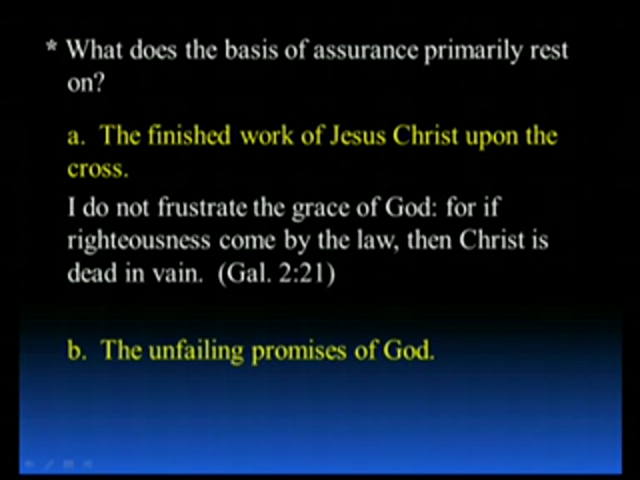 * What does the basis of assurance primarily rest
on?
a. The finished work of Jesus Christ upon the
cross.
I do not frustrate the grace of God: for if
righteousness come by the law, then Christ is
dead in vain. (Gal. 2:21)
b. The unfailing promises of God.